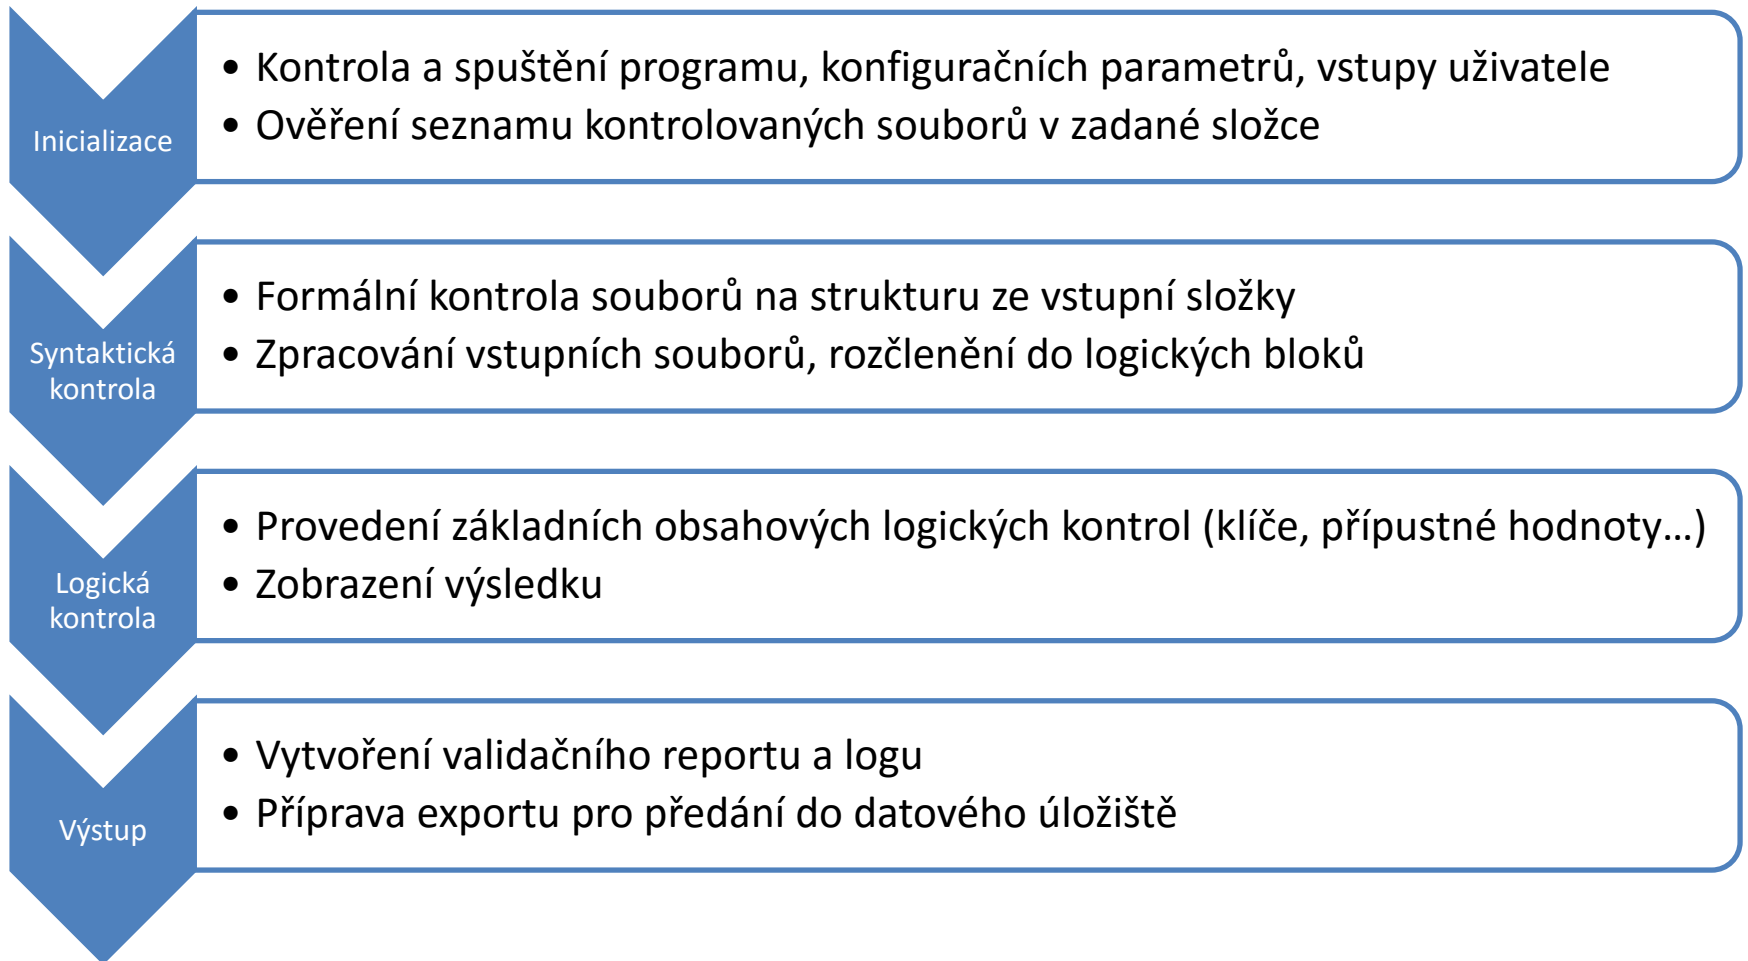 Inicializace
• Kontrola a spuštění programu, konfiguračních parametrů, vstupy uživatele
• Ověření seznamu kontrolovaných souborů v zadané složce
Syntaktická
kontrola
• Formální kontrola souborů na strukturu ze vstupní složky
• Zpracování vstupních souborů, rozčlenění do logických bloků
Logická
kontrola
• Provedení základních obsahových logických kontrol (klíče, přípustné hodnoty…)
• Zobrazení výsledku
Výstup
• Vytvoření validačního reportu a logu
• Příprava exportu pro předání do datového úložiště